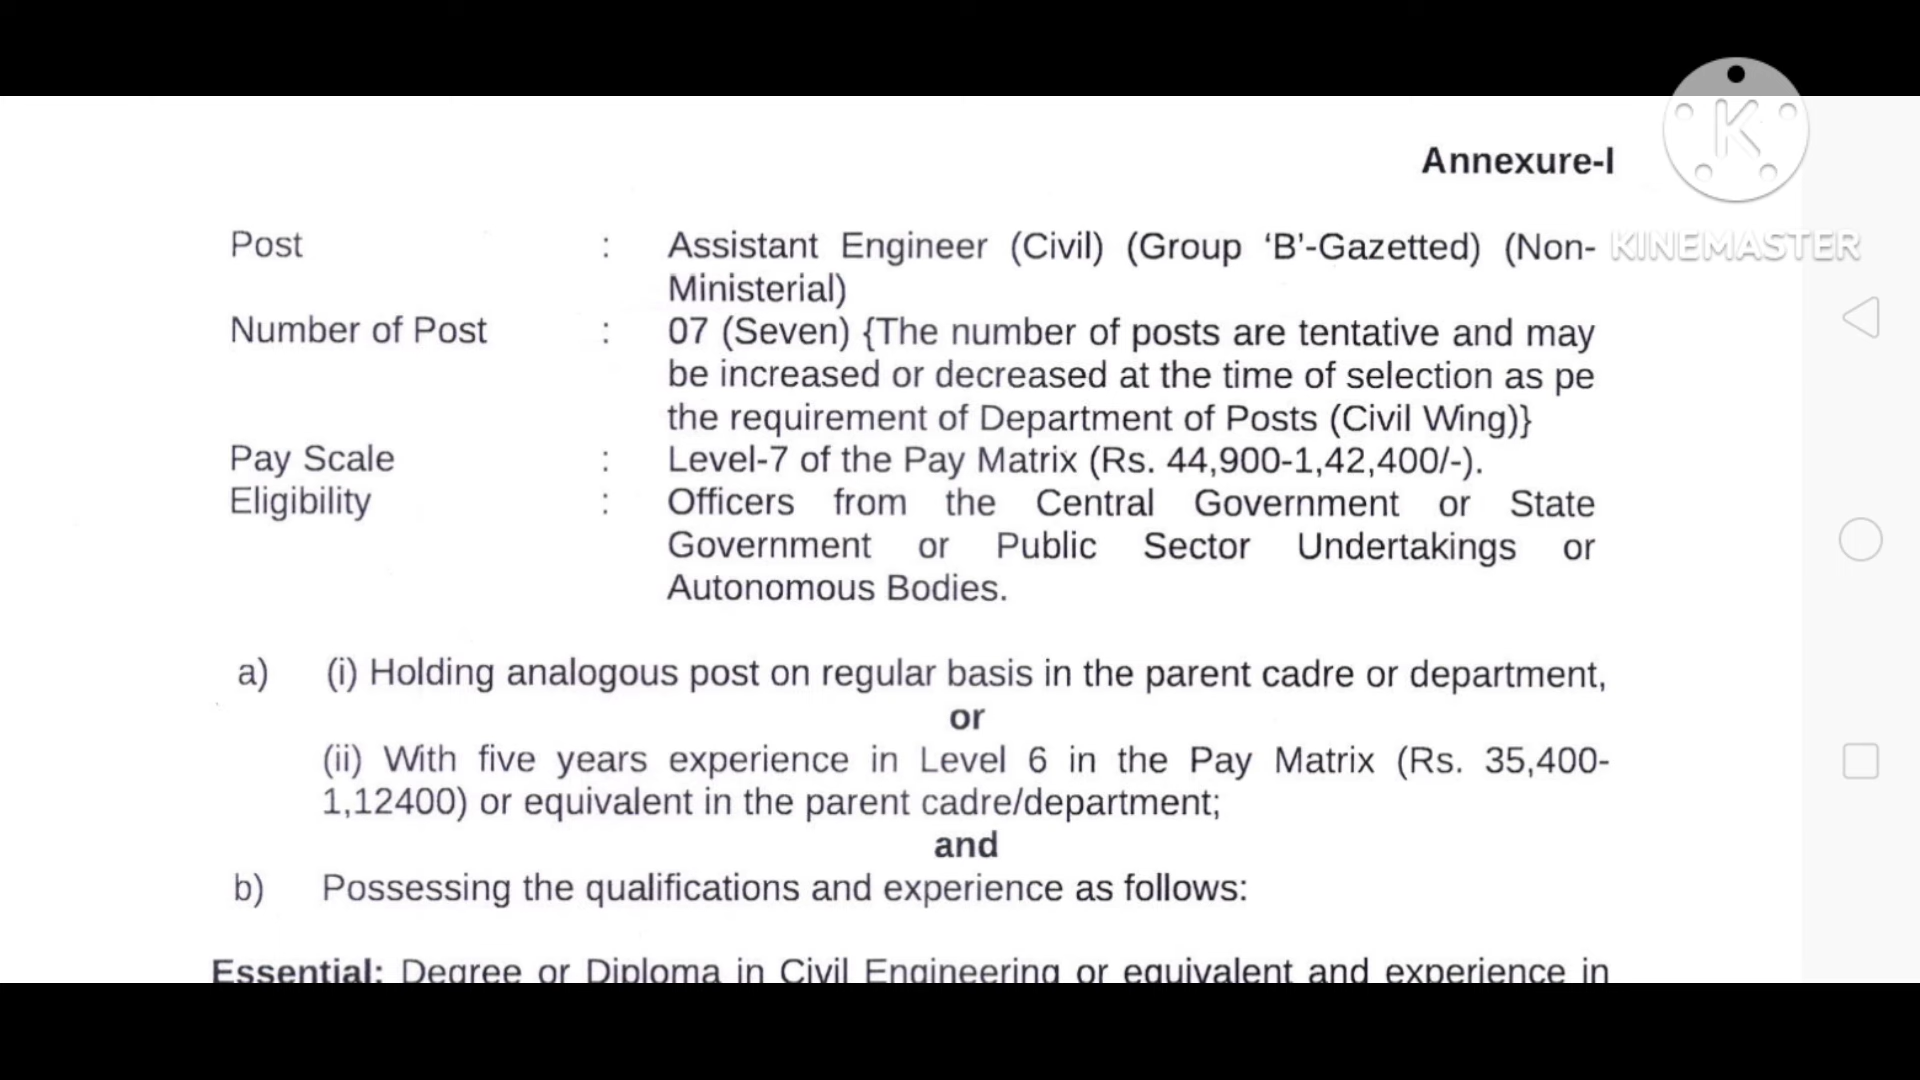 Annexure-I
K
KINEMASTER
Post : Assistant Engineer (Civil) (Group ‘B’-Gazetted) (Non-
Ministerial)
Number of Post : 07 (Seven) {The number of posts are tentative and may
be increased or decreased at the time of selection as pe
the requirement of Department of Posts (Civil Wing)}
Pay Scale : Level-7 of the Pay Matrix (Rs. 44,900-1,42,400/-).
Eligibility : Officers from the Central Government or State
Government or Public Sector Undertakings or
Autonomous Bodies.
a) (i) Holding analogous post on regular basis in the parent cadre or department,
or
(ii) With five years experience in Level 6 in the Pay Matrix (Rs. 35,400-
1,12400) or equivalent in the parent cadre/department;
and
b) Possessing the qualifications and experience as follows:
Essential: Degree or Diploma in Civil Engineering or equivalent and experience in